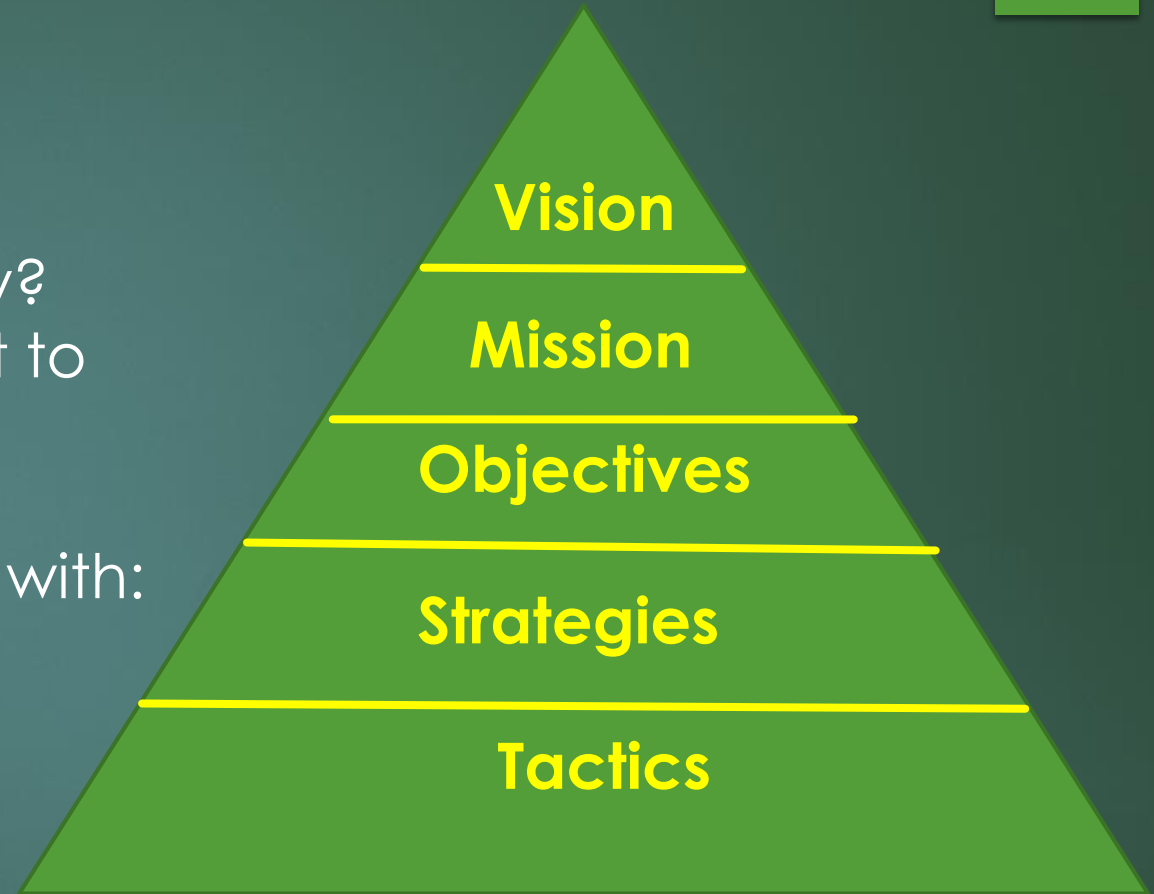 Vision
?
Mission
to
Objectives
with:
Strategies
Tactics